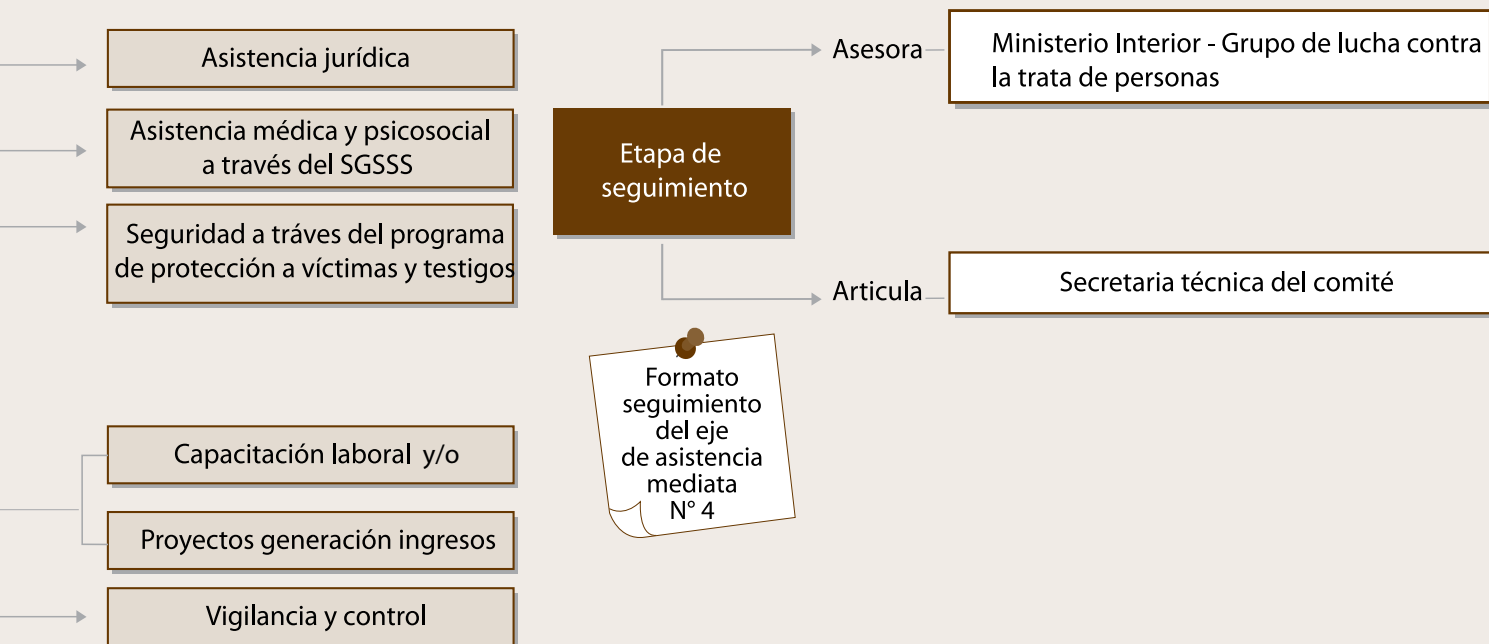 Asistencia jurídica
Asistencia médica y psicosocial
a través del SGSSS
Seguridad a tráves del programa
de protección a víctimas y testigos
Capacitación laboral y/o
Proyectos generación ingresos
Vigilancia y control
Etapa de
seguimiento
Asesora
Ministerio Interior - Grupo de lucha contra
la trata de personas
Articula
Secretaria técnica del comité
Formato
seguimiento
del eje
de asistencia
mediata
N° 4